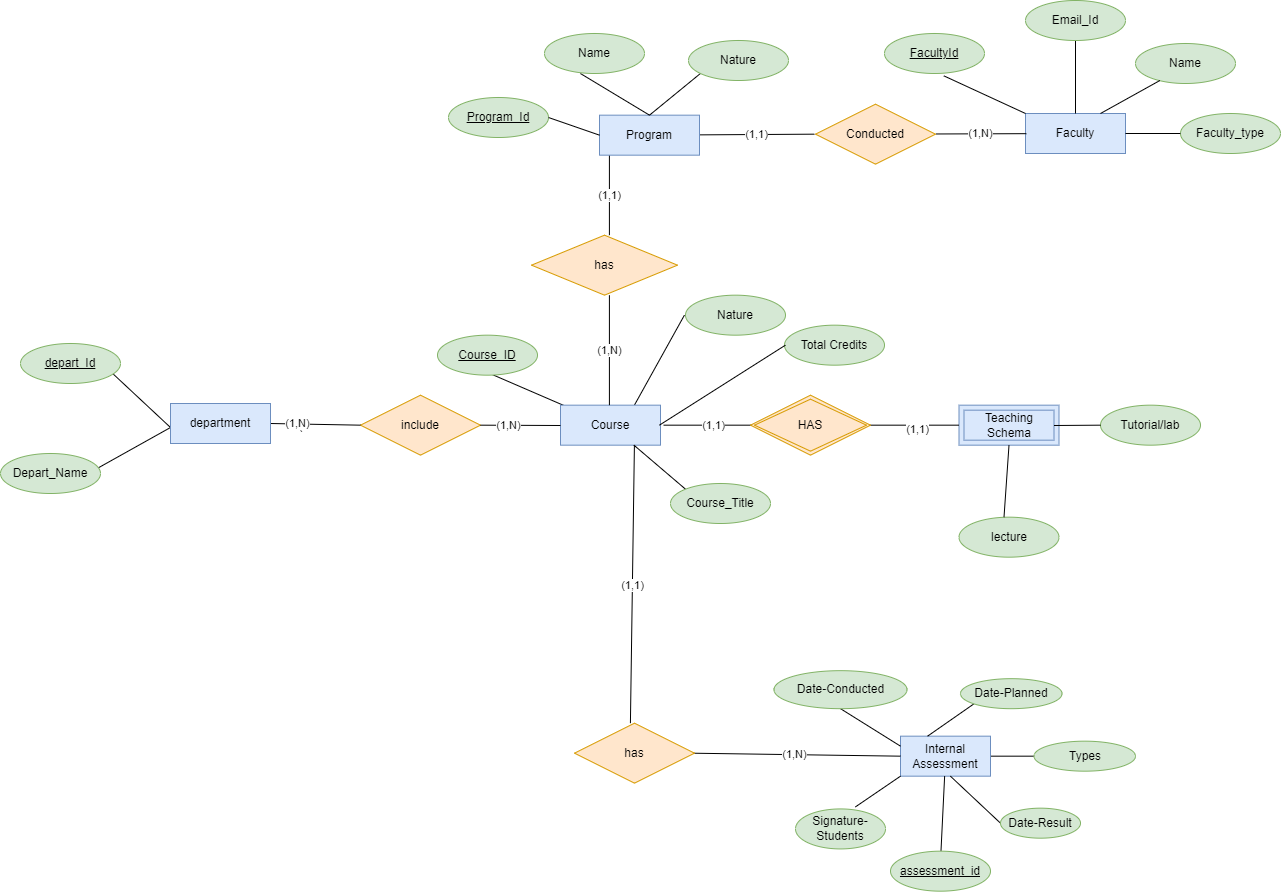 Email_Id
Name
Nature
FacultyId
Name
Program_Id
Program
(1,1)
Conducted
(1,N)
Faculty
Faculty_type
(1,1)
has
Nature
(1,N)
Course_ID
Total Credits
depart_Id
department
(1,N)
include
(1,N)
Course
(1,1)
HAS
(1,1)
Teaching
Schema
Tutorial/lab
Depart_Name
Course_Title
lecture
(1,1)
Date-Conducted
Date-Planned
has
(1,N)
Internal
Assessment
Types
Signature-
Students
Date-Result
assessment_id